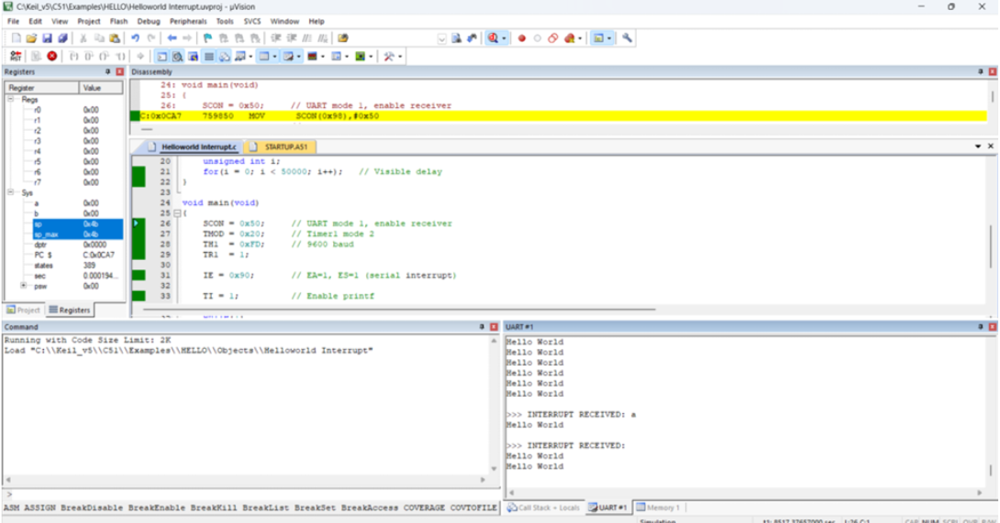 C:\Keil_v5\C51\Examples\HELLO\Helloworld Interrupt.uvproj - µVision
File Edit View Project Flash Debug Peripherals Tools SVCS Window Help
Registers
Register Value
Regs
r0 0x00
r1 0x00
r2 0x00
r3 0x00
r4 0x00
r5 0x00
r6 0x00
r7 0x00
Sys
a 0x00
b 0x00
sp 0x4b
sp_max 0x4b
dptr 0x0000
PC $ C:0x0CA7
states 389
sec 0.000194...
psw 0x00
Project Registers
Disassembly
24: void main(void)
25: {
26: SCON = 0x50; // UART mode 1, enable receiver
C:0x0CA7 759850 MOV SCON(0x98),#0x50
Helloworld Interrupt.c STARTUP.A51
20 unsigned int i;
21 for(i = 0; i < 50000; i++); // Visible delay
22 }
23
24 void main(void)
25 {
26 SCON = 0x50; // UART mode 1, enable receiver
27 TMOD = 0x20; // Timer1 mode 2
28 TH1 = 0xFD; // 9600 baud
29 TR1 = 1;
30
31 IE = 0x90; // EA=1, ES=1 (serial interrupt)
32
33 TI = 1; // Enable printf
Command
Running with Code Size Limit: 2K
Load "C:\\Keil_v5\\C51\\Examples\\HELLO\\Objects\\Helloworld Interrupt"
>
ASM ASSIGN BreakDisable BreakEnable BreakKill BreakList BreakSet BreakAccess COVERAGE COVTOFILE
UART #1
Hello World
Hello World
Hello World
Hello World
Hello World
Hello World
>>> INTERRUPT RECEIVED: a
Hello World
>>> INTERRUPT RECEIVED:
Hello World
Hello World
Call Stack + Locals UART #1 Memory 1
Simulation